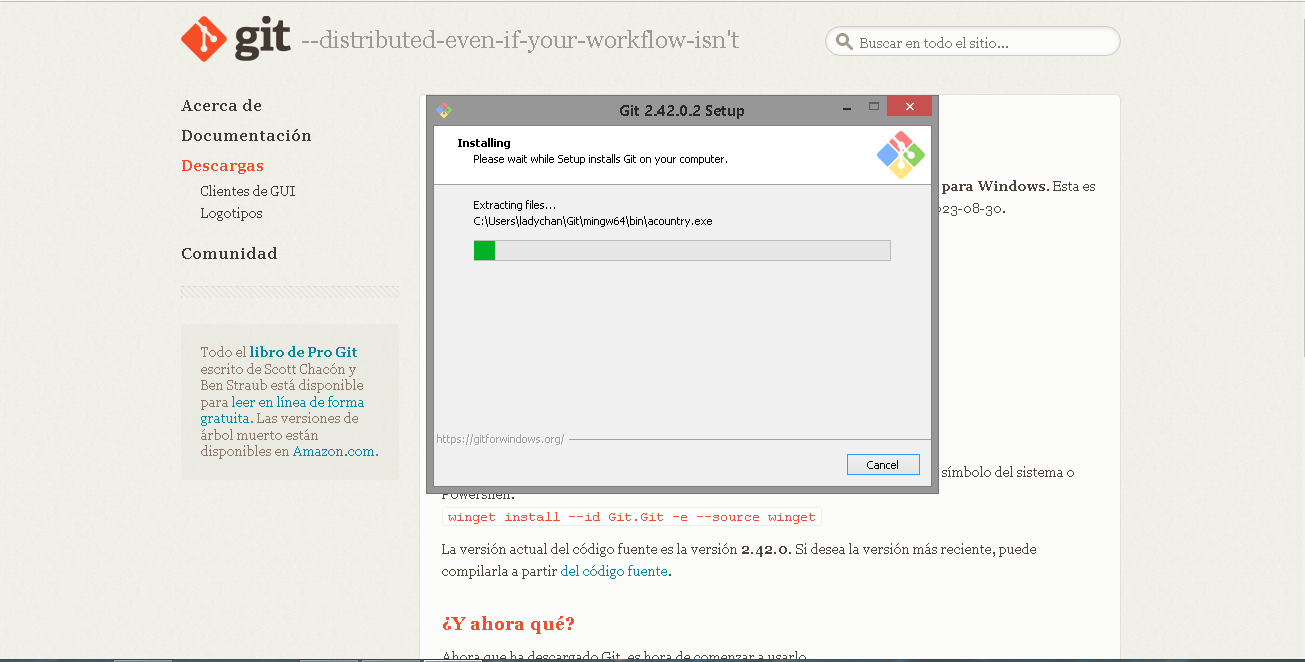 git --distributed-even-if-your-workflow-isn't
Buscar en todo el sitio...
Acerca de
Documentación
Descargas
Clientes de GUI
Logotipos
Comunidad
Todo el libro de Pro Git
escrito de Scott Chacón y
Ben Straub está disponible
para leer en línea de forma
gratuita. Las versiones de
árbol muerto están
disponibles en Amazon.com.
Git 2.42.0.2 Setup
Installing
Please wait while Setup installs Git on your computer.
Extracting files...
C:\Users\ladychan\Git\mingw64\bin\acountry.exe
https://gitforwindows.org/
Cancel
para Windows. Esta es
023-08-30.
símbolo del sistema o
Powershell.
winget install --id Git.Git -e --source winget
La versión actual del código fuente es la versión 2.42.0. Si desea la versión más reciente, puede
compilarla a partir del código fuente.
¿Y ahora qué?
Ahora que ha descargado Git, es hora de comenzar a usarlo.